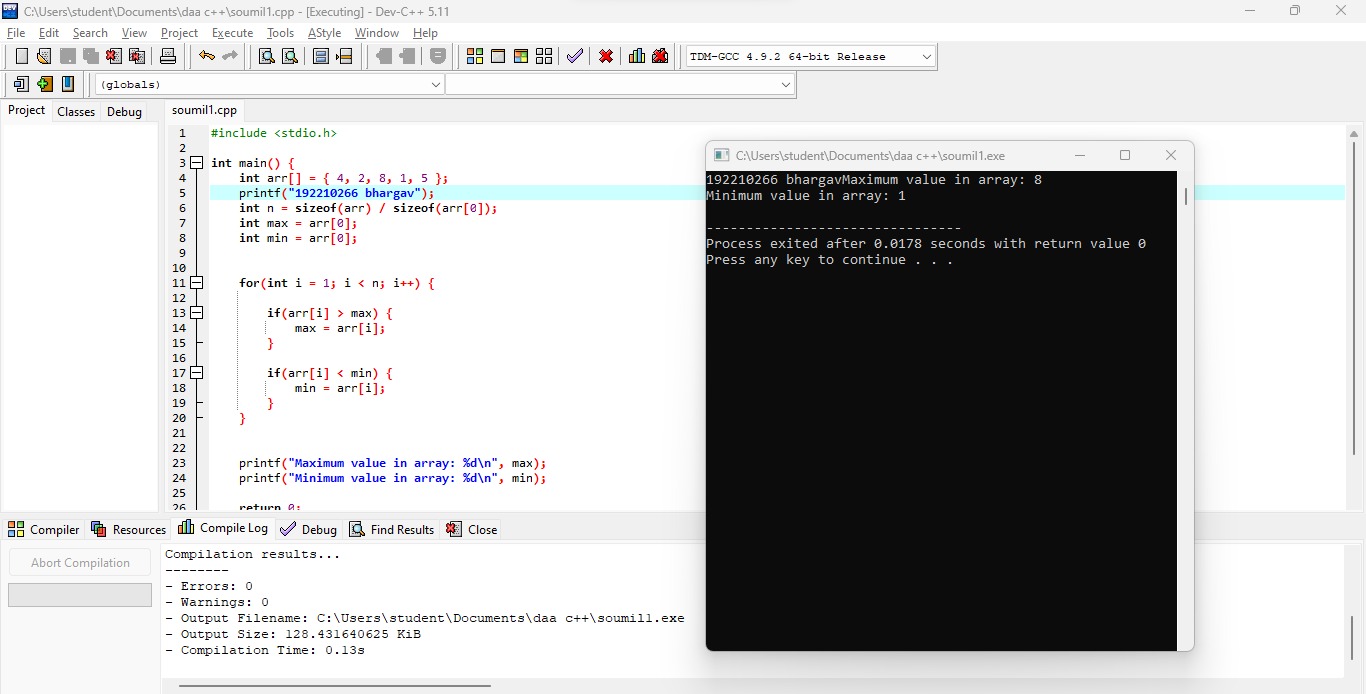 C:\Users\student\Documents\daa c++\soumil1.cpp - [Executing] - Dev-C++ 5.11
File Edit Search View Project Execute Tools AStyle Window Help
TDM-GCC 4.9.2 64-bit Release
(globals)
Project Classes Debug
soumil1.cpp
1 #include <stdio.h>
2
3 int main() {
4 int arr[] = { 4, 2, 8, 1, 5 };
5 printf("192210266 bhargav");
6 int n = sizeof(arr) / sizeof(arr[0]);
7 int max = arr[0];
8 int min = arr[0];
9
10
11 for(int i = 1; i < n; i++) {
12
13 if(arr[i] > max) {
14 max = arr[i];
15 }
16
17 if(arr[i] < min) {
18 min = arr[i];
19 }
20 }
21
22
23 printf("Maximum value in array: %d\n", max);
24 printf("Minimum value in array: %d\n", min);
25
26 return 0;
C:\Users\student\Documents\daa c++\soumil1.exe
192210266 bhargavMaximum value in array: 8
Minimum value in array: 1
--------------------------------
Process exited after 0.0178 seconds with return value 0
Press any key to continue . . .
Compiler Resources Compile Log Debug Find Results Close
Abort Compilation
Compilation results...
--------
- Errors: 0
- Warnings: 0
- Output Filename: C:\Users\student\Documents\daa c++\soumil1.exe
- Output Size: 128.431640625 KiB
- Compilation Time: 0.13s